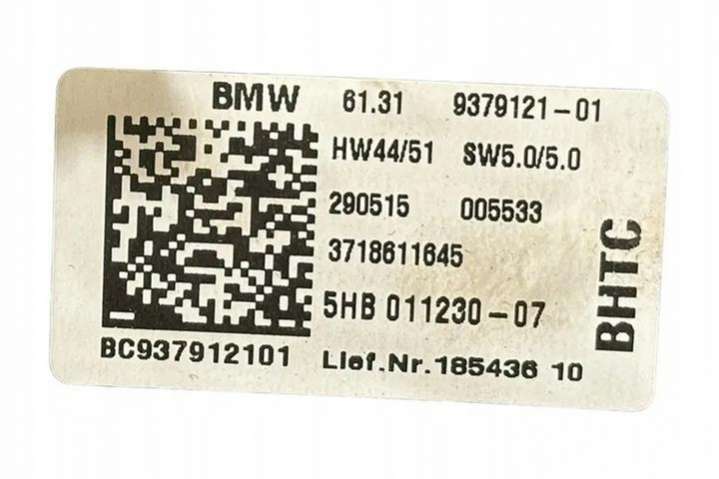 BMW 61.31 9379121-01
HW44/51 SW5.0/5.0
290515 005533
3718611645
5HB 011230-07
BC937912101 Lief.Nr.185436 10
BHTC